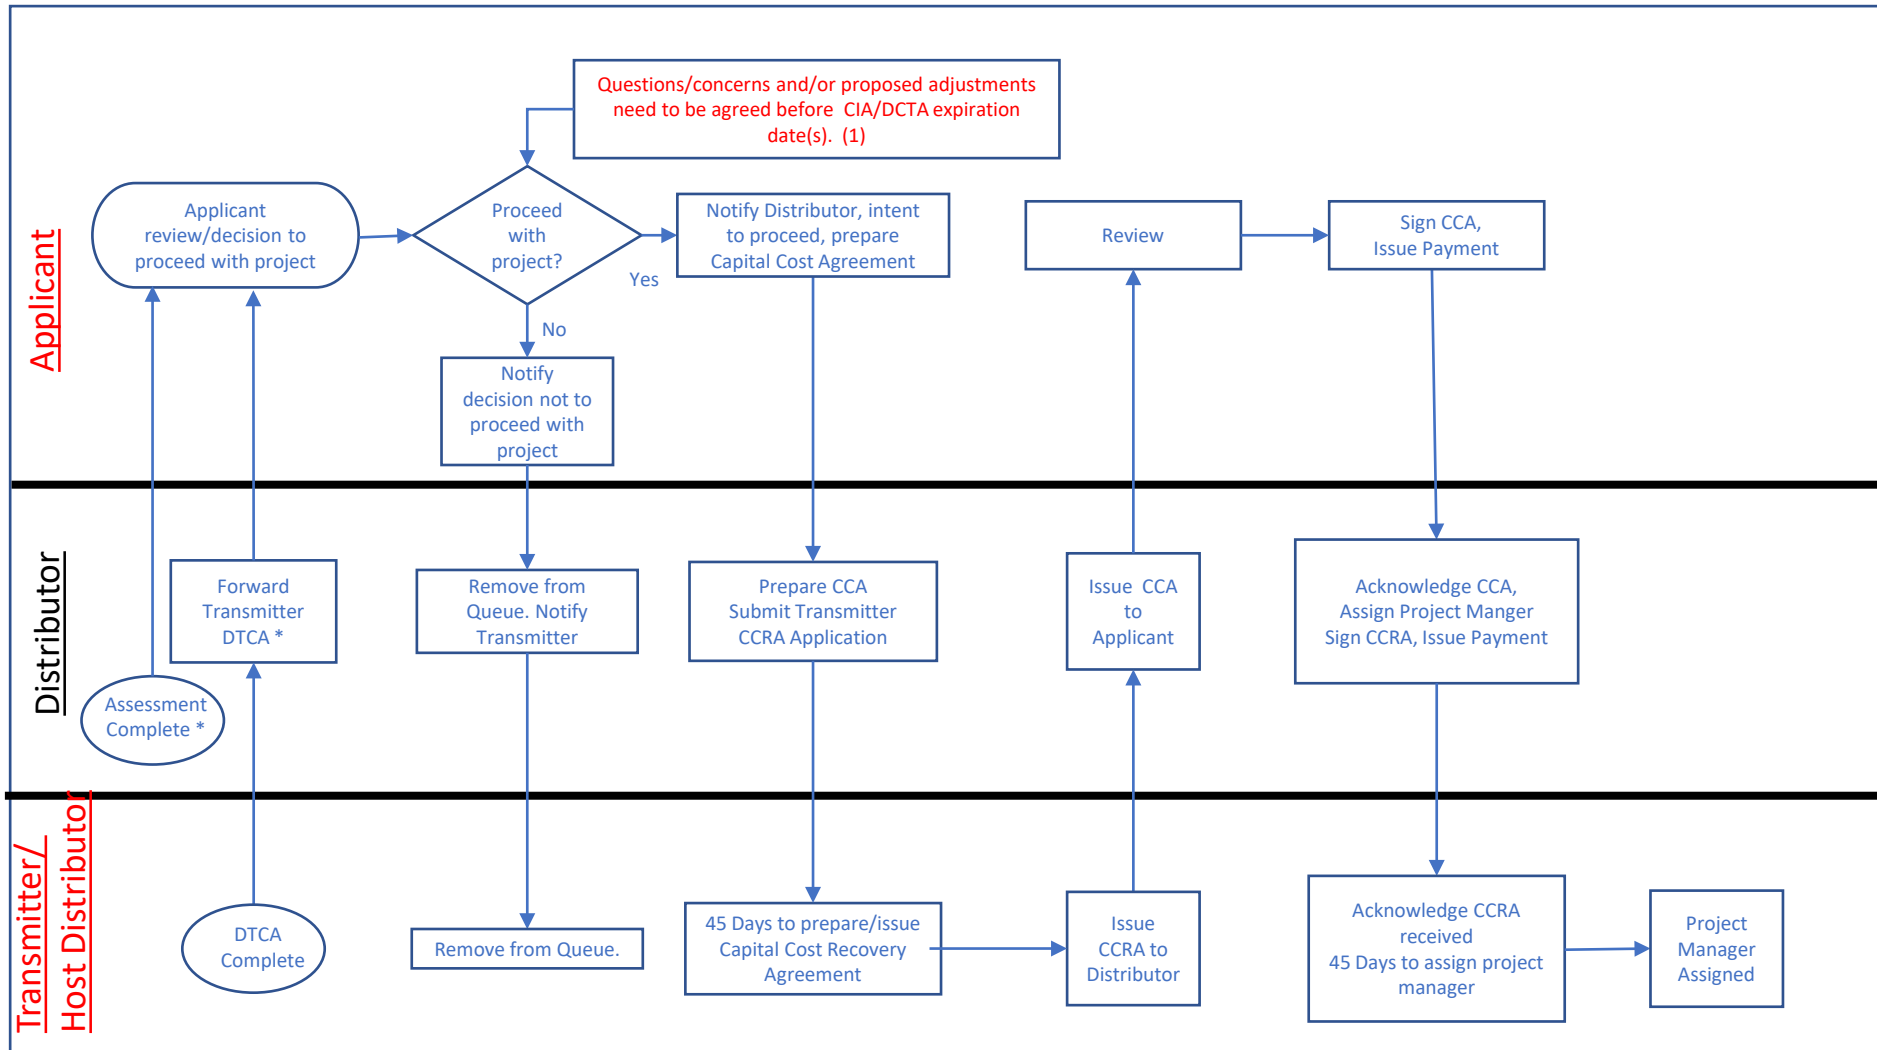 Questions/concerns and/or proposed adjustments
need to be agreed before  CIA/DCTA expiration
date(s).  (1)
Applicant
Applicant
review/decision to
proceed with project
Proceed
with
project?
Yes
No
Notify Distributor, intent
to proceed, prepare
Capital Cost Agreement
Review
Sign CCA,
Issue Payment
Notify
decision not to
proceed with
project
Distributor
Assessment
Complete *
Forward
Transmitter
DTCA *
Remove from
Queue. Notify
Transmitter
Prepare CCA
Submit Transmitter
CCRA Application
Issue  CCA
to
Applicant
Acknowledge CCA,
Assign Project Manger
Sign CCRA, Issue Payment
Transmitter/
Host Distributor
DTCA
Complete
Remove from Queue.
45 Days to prepare/issue
Capital Cost Recovery
Agreement
Issue
CCRA to
Distributor
Acknowledge CCRA
received
45 Days to assign project
manager
Project
Manager
Assigned